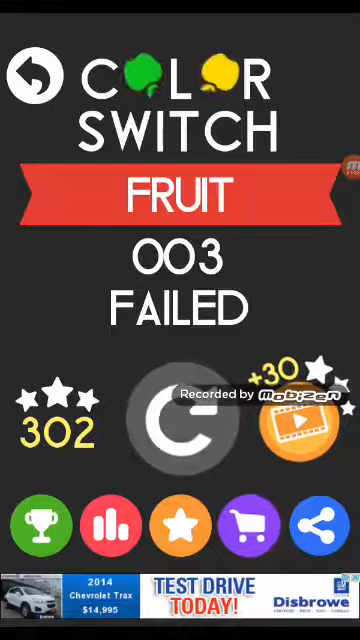 COLOR
SWITCH
FRUIT
003
FAILED
+30
Recorded by mobizen
302
2014
Chevrolet Trax
$14,995
TEST DRIVE
TODAY!
GM
Disbrowe